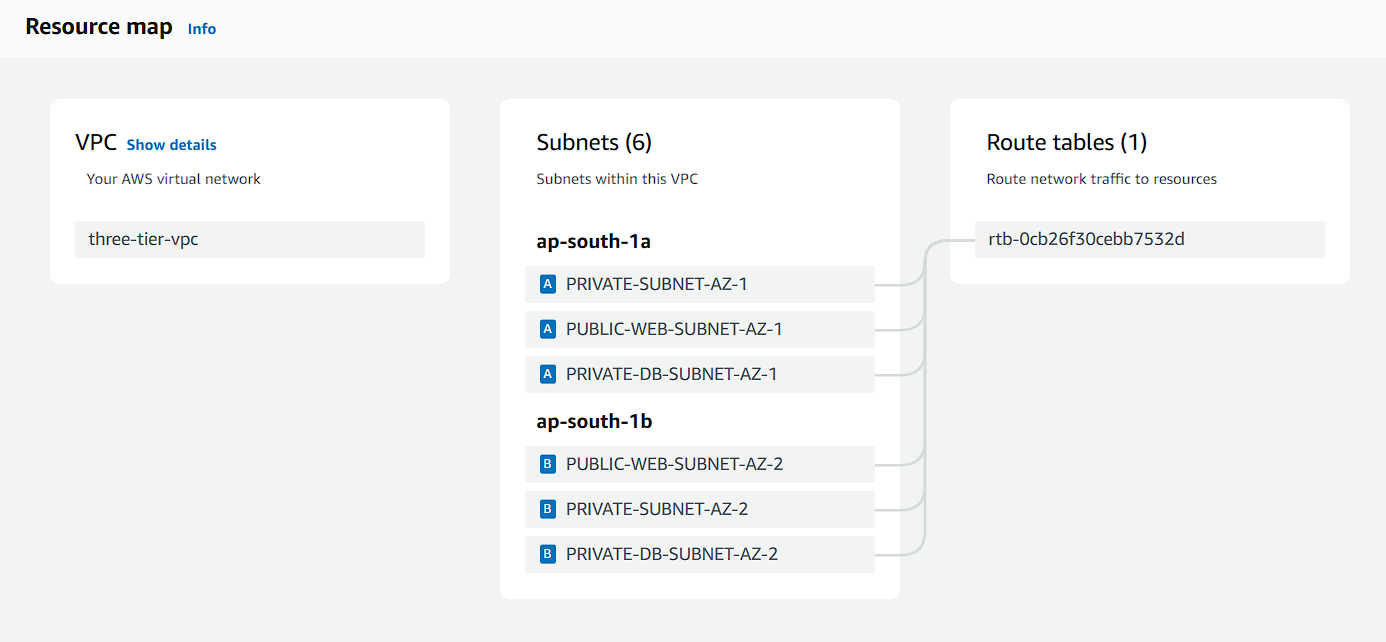 Resource map Info
VPC Show details
Your AWS virtual network
three-tier-vpc
Subnets (6)
Subnets within this VPC
ap-south-1a
A PRIVATE-SUBNET-AZ-1
A PUBLIC-WEB-SUBNET-AZ-1
A PRIVATE-DB-SUBNET-AZ-1
ap-south-1b
B PUBLIC-WEB-SUBNET-AZ-2
B PRIVATE-SUBNET-AZ-2
B PRIVATE-DB-SUBNET-AZ-2
Route tables (1)
Route network traffic to resources
rtb-0cb26f30cebb7532d